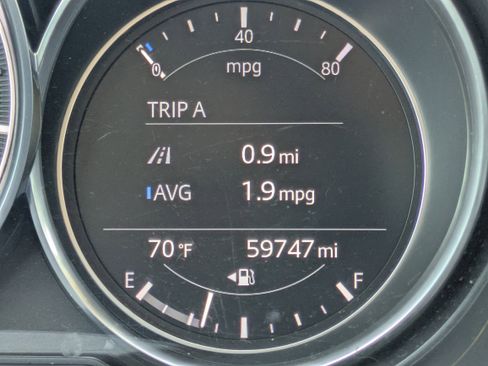 40
0 mpg 80
TRIP A
0.9 mi
AVG 1.9 mpg
70 °F 59747 mi
E F